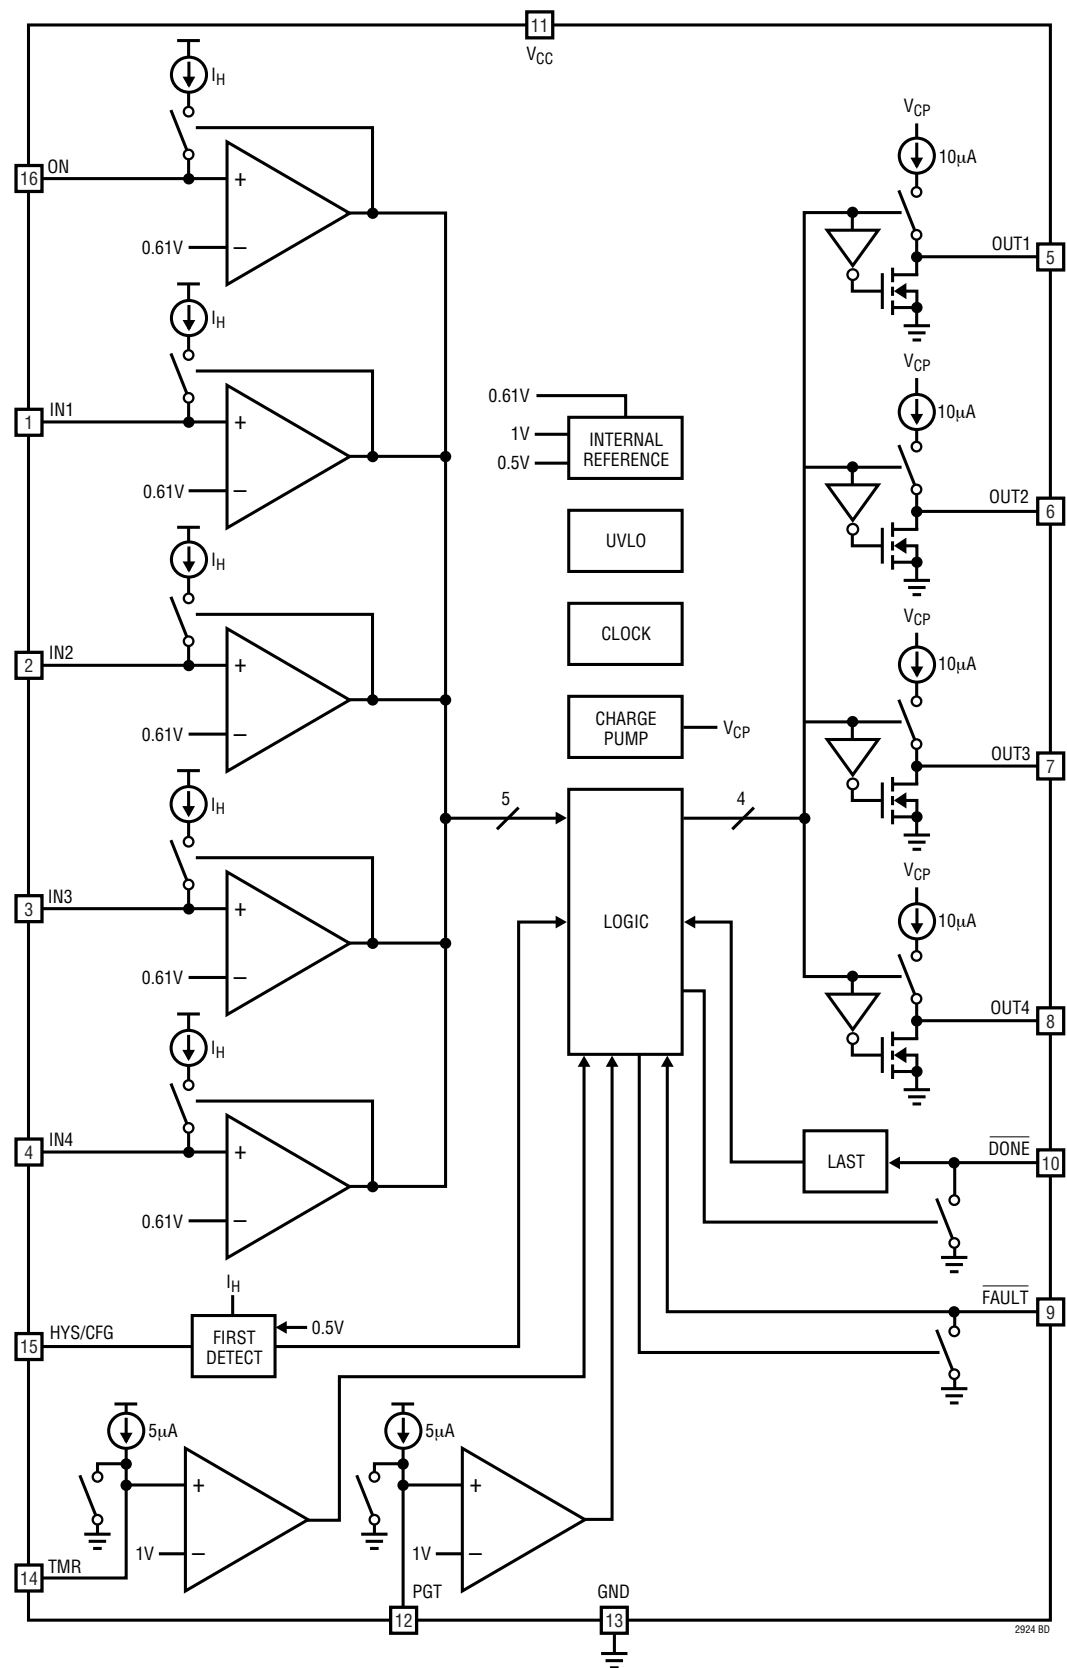 11
VCC
IH
16
ON
+
0.61V
–
IH
1
IN1
+
0.61V
–
IH
2
IN2
+
0.61V
–
IH
3
IN3
+
0.61V
–
IH
4
IN4
+
0.61V
–
0.61V
1V
0.5V
INTERNAL
REFERENCE
UVLO
CLOCK
CHARGE
PUMP
VCP
5
LOGIC
4
VCP
10µA
OUT1
5
VCP
10µA
OUT2
6
VCP
10µA
OUT3
7
VCP
10µA
OUT4
8
LAST
DONE
10
FAULT
9
IH
15
HYS/CFG
FIRST
DETECT
0.5V
5µA
+
1V
–
14
TMR
5µA
+
1V
–
PGT
12
GND
13
2924 BD